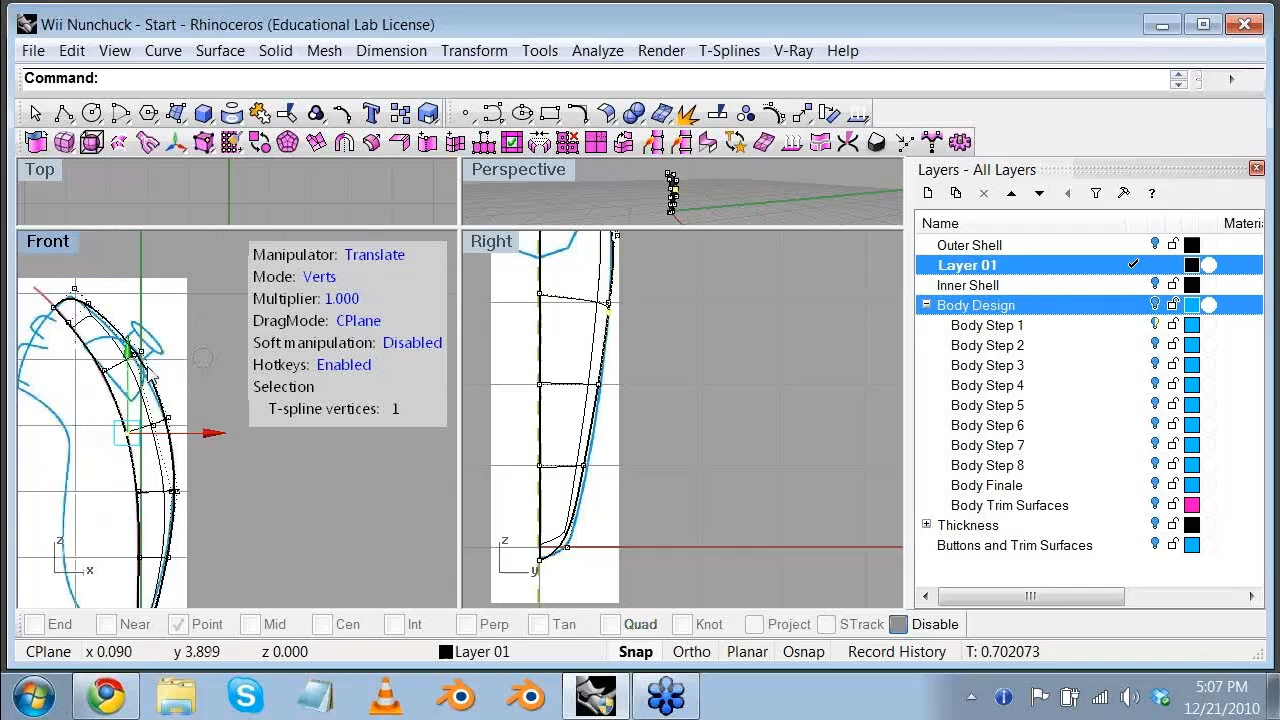 Wii Nunchuck - Start - Rhinoceros (Educational Lab License)
File Edit View Curve Surface Solid Mesh Dimension Transform Tools Analyze Render T-Splines V-Ray Help
Command:
Top
Perspective
Layers - All Layers
?
Name Materi
Front
Right
Outer Shell
Layer 01
Inner Shell
Body Design
Body Step 1
Body Step 2
Body Step 3
Body Step 4
Body Step 5
Body Step 6
Body Step 7
Body Step 8
Body Finale
Body Trim Surfaces
Thickness
Buttons and Trim Surfaces
Manipulator: Translate
Mode: Verts
Multiplier: 1.000
DragMode: CPlane
Soft manipulation: Disabled
Hotkeys: Enabled
Selection
T-spline vertices: 1
z
x
z
y
End Near Point Mid Cen Int Perp Tan Quad Knot Project STrack Disable
CPlane x 0.090 y 3.899 z 0.000 Layer 01 Snap Ortho Planar Osnap Record History T: 0.702073
5:07 PM
12/21/2010